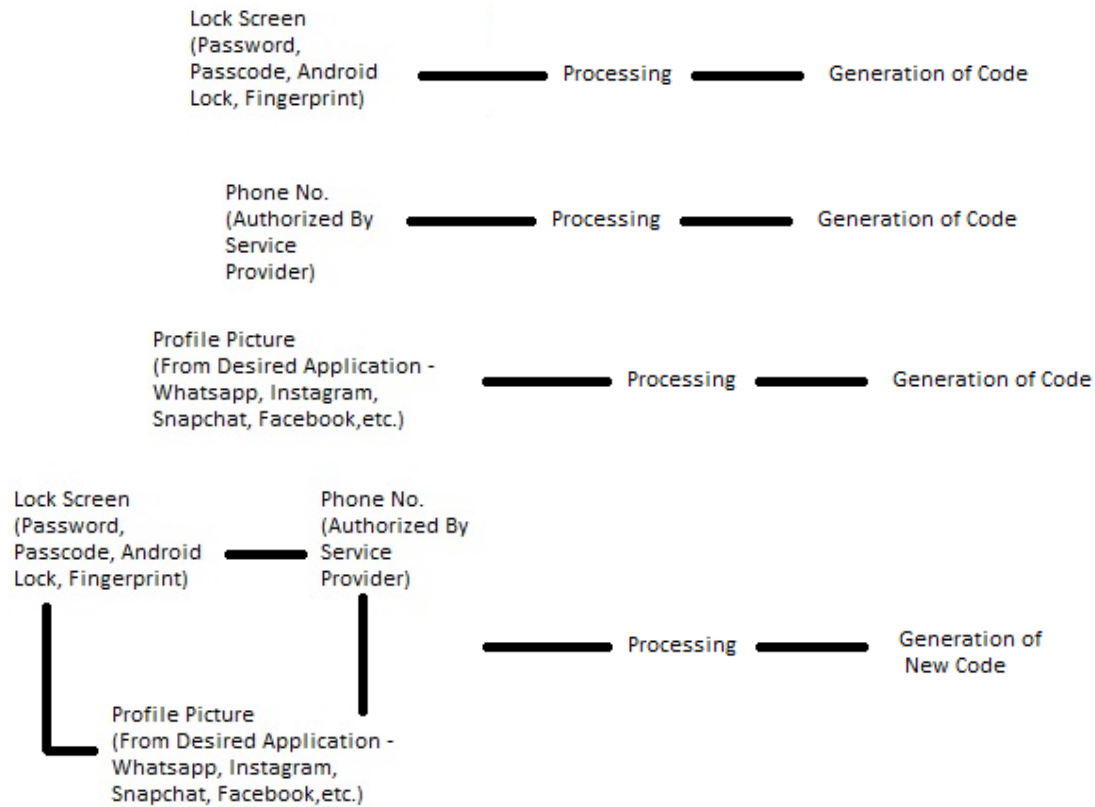 Lock Screen
(Password,
Passcode, Android
Lock, Fingerprint)
Processing
Generation of Code
Phone No.
(Authorized By
Service
Provider)
Processing
Generation of Code
Profile Picture
(From Desired Application -
Whatsapp, Instagram,
Snapchat, Facebook,etc.)
Processing
Generation of Code
Lock Screen
(Password,
Passcode, Android
Lock, Fingerprint)
Phone No.
(Authorized By
Service
Provider)
Profile Picture
(From Desired Application -
Whatsapp, Instagram,
Snapchat, Facebook,etc.)
Processing
Generation of
New Code